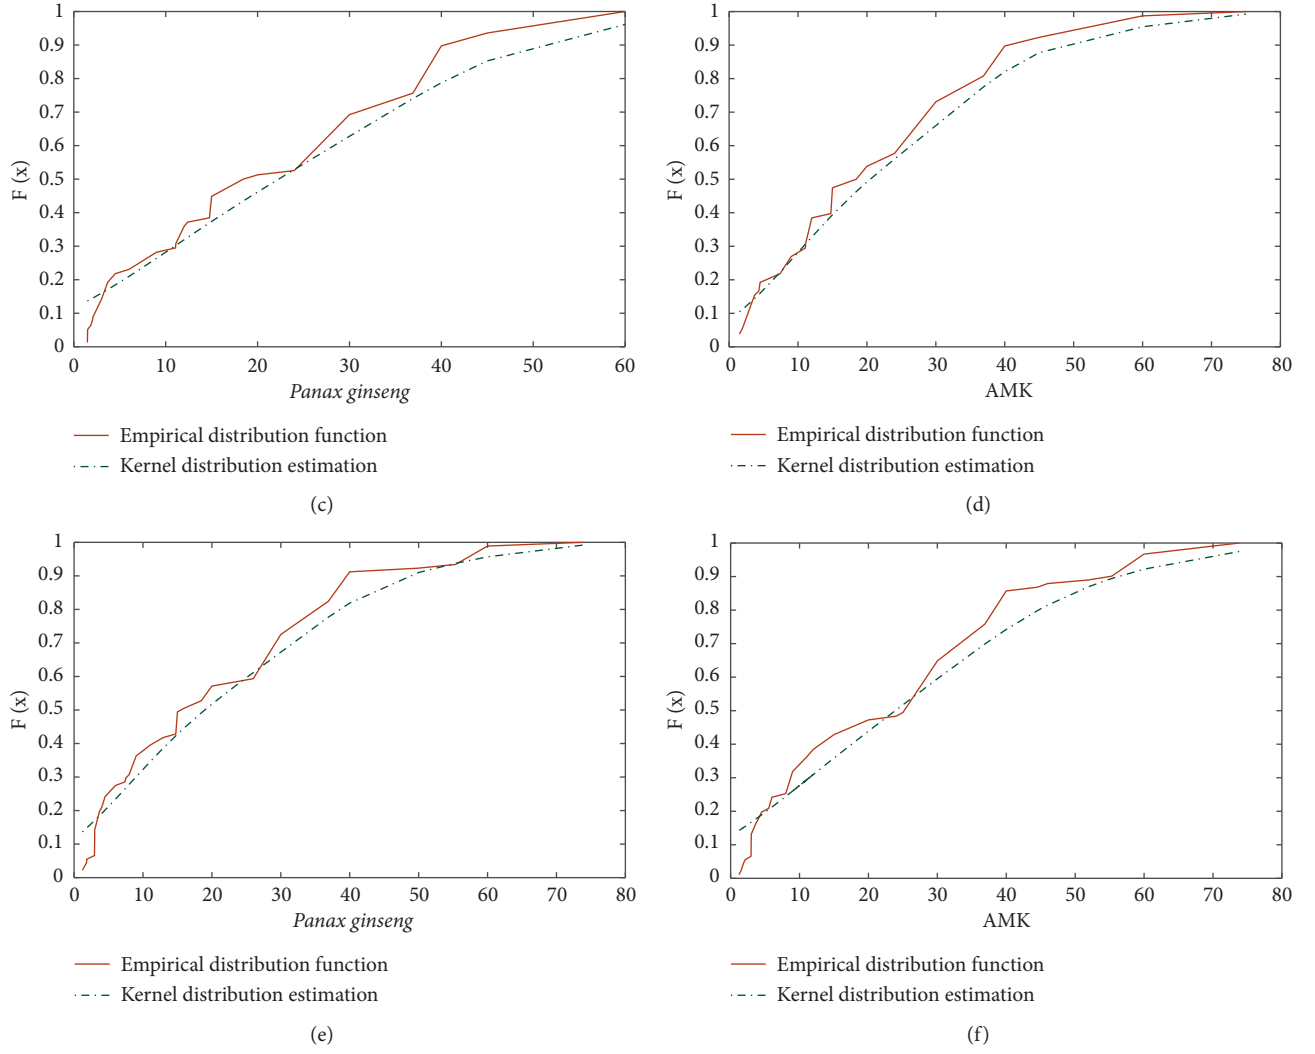 1
0.9
0.8
0.7
0.6
0.5
0.4
0.3
0.2
0.1
0
F (x)
0 10 20 30 40 50 60
Panax ginseng
Empirical distribution function
Kernel distribution estimation
(c)
1
0.9
0.8
0.7
0.6
0.5
0.4
0.3
0.2
0.1
0
F (x)
0 10 20 30 40 50 60 70 80
AMK
Empirical distribution function
Kernel distribution estimation
(d)
1
0.9
0.8
0.7
0.6
0.5
0.4
0.3
0.2
0.1
0
F (x)
0 10 20 30 40 50 60 70 80
Panax ginseng
Empirical distribution function
Kernel distribution estimation
(e)
1
0.9
0.8
0.7
0.6
0.5
0.4
0.3
0.2
0.1
0
F (x)
0 10 20 30 40 50 60 70 80
AMK
Empirical distribution function
Kernel distribution estimation
(f)